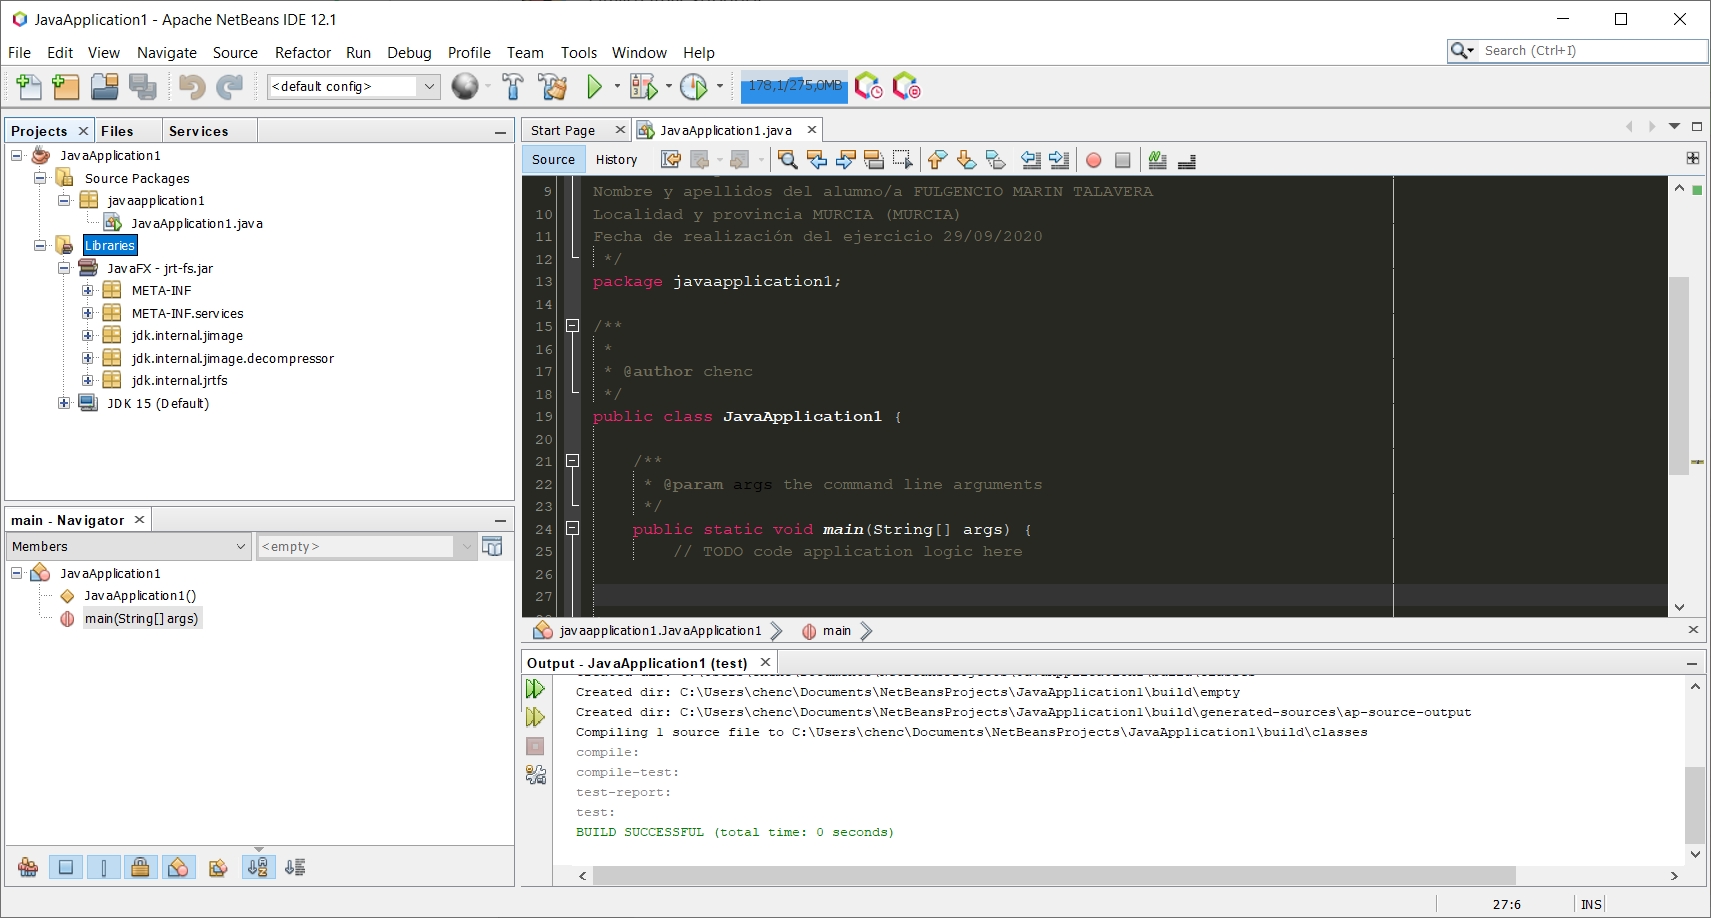 JavaApplication1 - Apache NetBeans IDE 12.1
File Edit View Navigate Source Refactor Run Debug Profile Team Tools Window Help
Search (Ctrl+I)
<default config>
178,1/275,0MB
Projects Files Services
JavaApplication1
Source Packages
javaapplication1
JavaApplication1.java
Libraries
JavaFX - jrt-fs.jar
META-INF
META-INF.services
jdk.internal.jimage
jdk.internal.jimage.decompressor
jdk.internal.jrtfs
JDK 15 (Default)
main - Navigator
Members
<empty>
JavaApplication1
JavaApplication1()
main(String[] args)
Start Page JavaApplication1.java
Source History
9 Nombre y apellidos del alumno/a FULGENCIO MARIN TALAVERA
10 Localidad y provincia MURCIA (MURCIA)
11 Fecha de realización del ejercicio 29/09/2020
12 */
13 package javaapplication1;
14
15 /**
16 *
17 * @author chenc
18 */
19 public class JavaApplication1 {
20
21 /**
22 * @param args the command line arguments
23 */
24 public static void main(String[] args) {
25 // TODO code application logic here
26
27
javaapplication1.JavaApplication1 main
Output - JavaApplication1 (test)
Created dir: C:\Users\chenc\Documents\NetBeansProjects\JavaApplication1\build\empty
Created dir: C:\Users\chenc\Documents\NetBeansProjects\JavaApplication1\build\generated-sources\ap-source-output
Compiling 1 source file to C:\Users\chenc\Documents\NetBeansProjects\JavaApplication1\build\classes
compile:
compile-test:
test-report:
test:
BUILD SUCCESSFUL (total time: 0 seconds)
27:6 INS